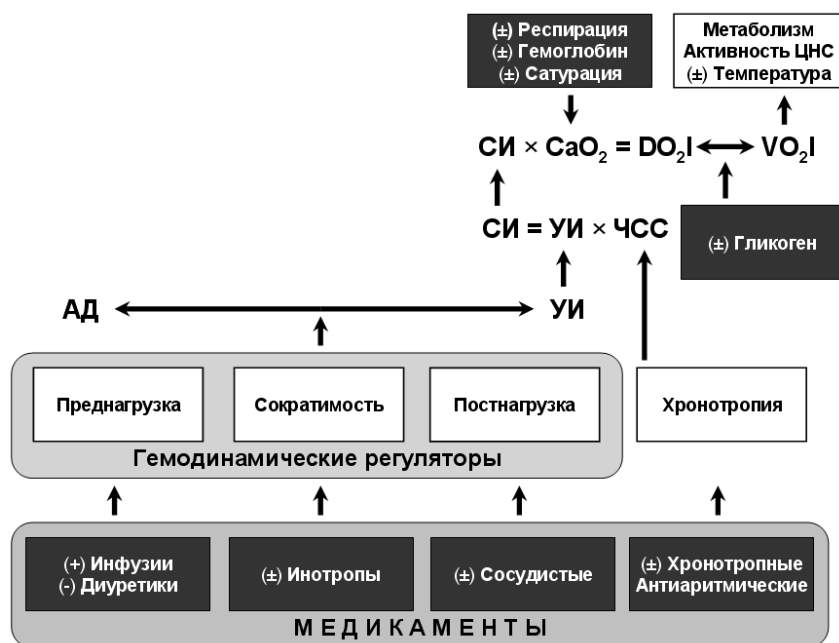 (±) Респирация
(±) Гемоглобин
(±) Сатурация
Метаболизм
Активность ЦНС
(±) Температура
СИ × CaO₂ = DO₂I
VO₂I
СИ = УИ × ЧСС
(±) Гликоген
АД
УИ
Преднагрузка
Сократимость
Постнагрузка
Хронотропия
Гемодинамические регуляторы
(+) Инфузии
(-) Диуретики
(±) Инотропы
(±) Сосудистые
(±) Хронотропные
Антиаритмические
МЕДИКАМЕНТЫ